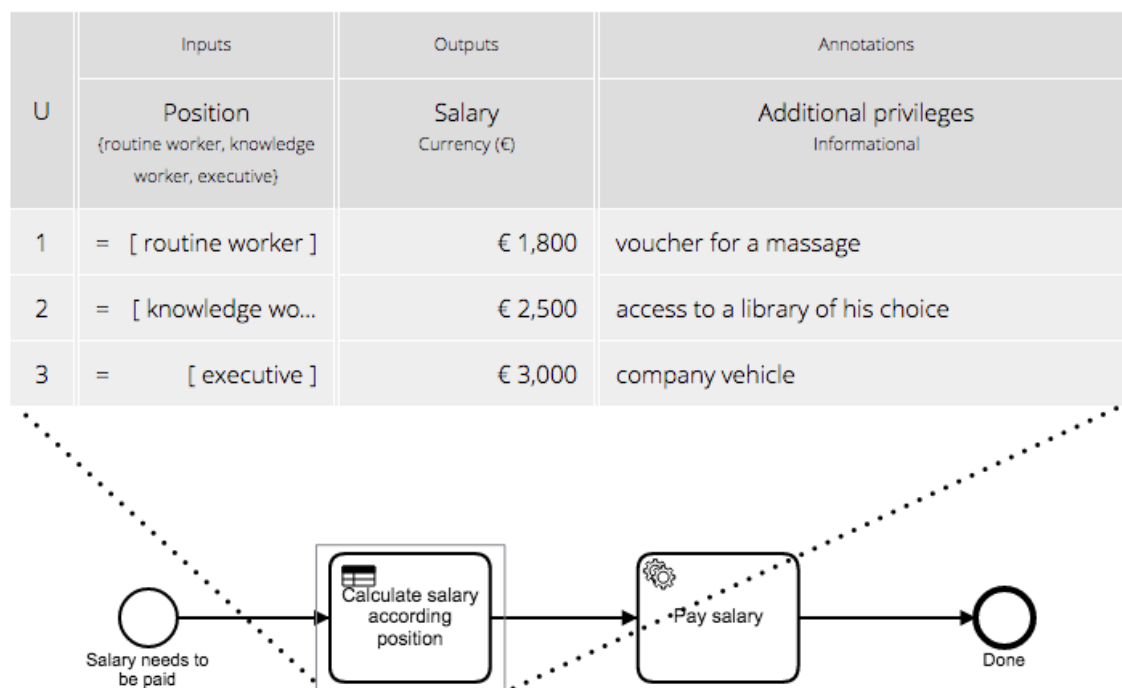 Inputs
Outputs
Annotations
U
Position
{routine worker, knowledge
worker, executive}
Salary
Currency (€)
Additional privileges
Informational
1 = [ routine worker ] € 1,800 voucher for a massage
2 = [ knowledge wo... € 2,500 access to a library of his choice
3 = [ executive ] € 3,000 company vehicle
Salary needs to
be paid
Calculate salary
according
position
Pay salary
Done